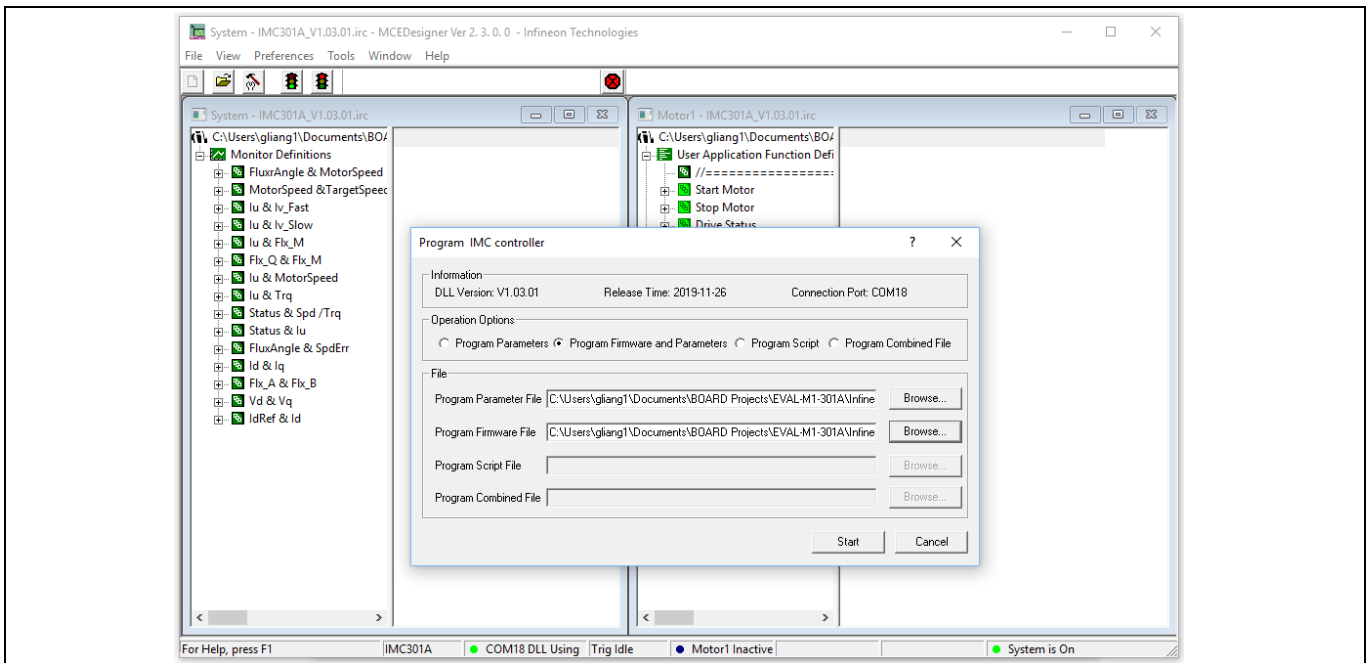 System - IMC301A_V1.03.01.irc - MCEDesigner Ver 2. 3. 0. 0 - Infineon Technologies
File View Preferences Tools Window Help
System - IMC301A_V1.03.01.irc
C:\Users\gliang1\Documents\BOA
Monitor Definitions
FluxrAngle & MotorSpeed
MotorSpeed &TargetSpeed
Iu & Iv_Fast
Iu & Iv_Slow
Iu & Flx_M
Flx_Q & Flx_M
Iu & MotorSpeed
Iu & Trq
Status & Spd /Trq
Status & Iu
FluxAngle & SpdErr
Id & Iq
Flx_A & Flx_B
Vd & Vq
IdRef & Id
Motor1 - IMC301A_V1.03.01.irc
C:\Users\gliang1\Documents\BOA
User Application Function Defi
//=================
Start Motor
Stop Motor
Drive Status
Program IMC controller
Information
DLL Version: V1.03.01 Release Time: 2019-11-26 Connection Port: COM18
Operation Options
Program Parameters Program Firmware and Parameters Program Script Program Combined File
File
Program Parameter File C:\Users\gliang1\Documents\BOARD Projects\EVAL-M1-301A\Infine Browse...
Program Firmware File C:\Users\gliang1\Documents\BOARD Projects\EVAL-M1-301A\Infine Browse...
Program Script File Browse...
Program Combined File Browse...
Start Cancel
For Help, press F1 IMC301A COM18 DLL Using Trig Idle Motor1 Inactive System is On